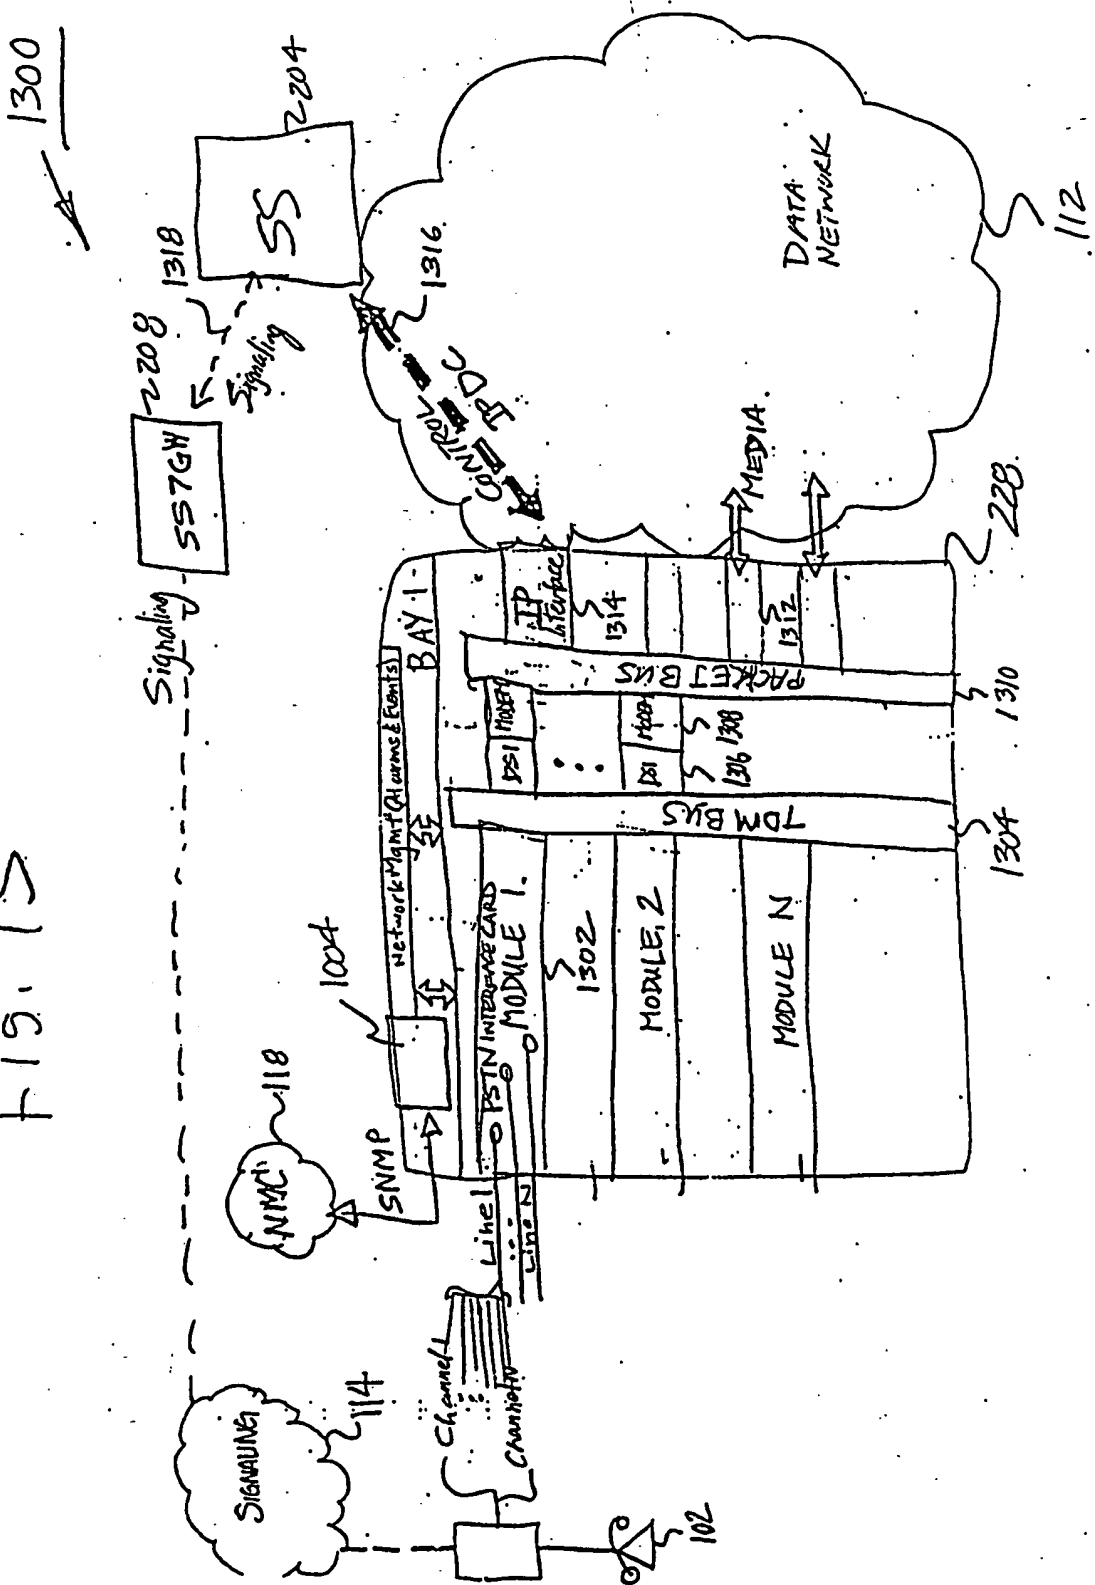 FIG. 13
1300
SIGNALING
114
Signaling
SS7GW
208
1318
Signaling
SS
204
NMC
118
SNMP
1004
Network Mgmt (Alarms & Events)
BAY 1
CONTROL
IPDC
1316
Channel 1
Channel N
Line 1
Line N
PSTN INTERFACE CARD
MODULE 1
1302
MODULE 2
MODULE N
TDM BUS
1304
DS1
MODEM
DS1
MODEM
1306
1308
PACKET BUS
1310
IP
Interface
1314
1312
MEDIA
228
DATA
NETWORK
112
102